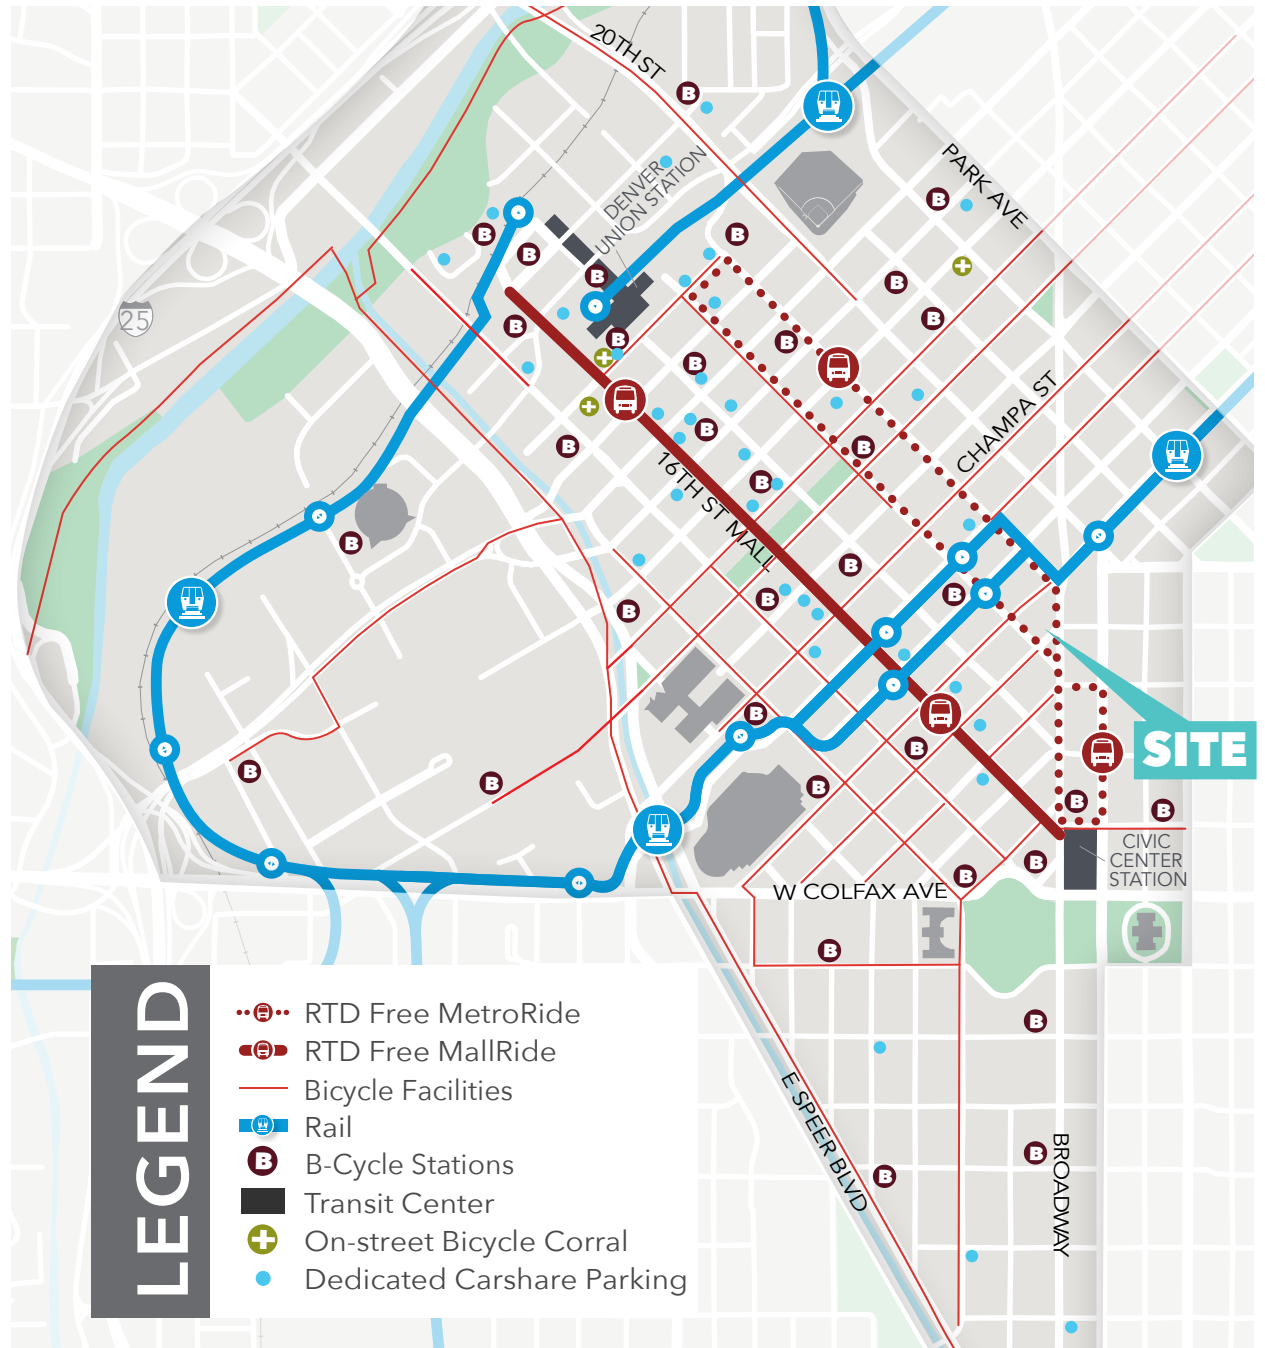 20TH ST
DENVER
UNION STATION
PARK AVE
25
CHAMPA ST
16TH ST MALL
SITE
CIVIC
CENTER
STATION
W COLFAX AVE
E SPEER BLVD
BROADWAY
LEGEND
RTD Free MetroRide
RTD Free MallRide
Bicycle Facilities
Rail
B B-Cycle Stations
Transit Center
On-street Bicycle Corral
Dedicated Carshare Parking